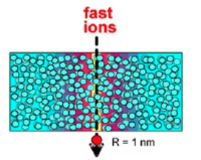 fast
ions
R = 1 nm